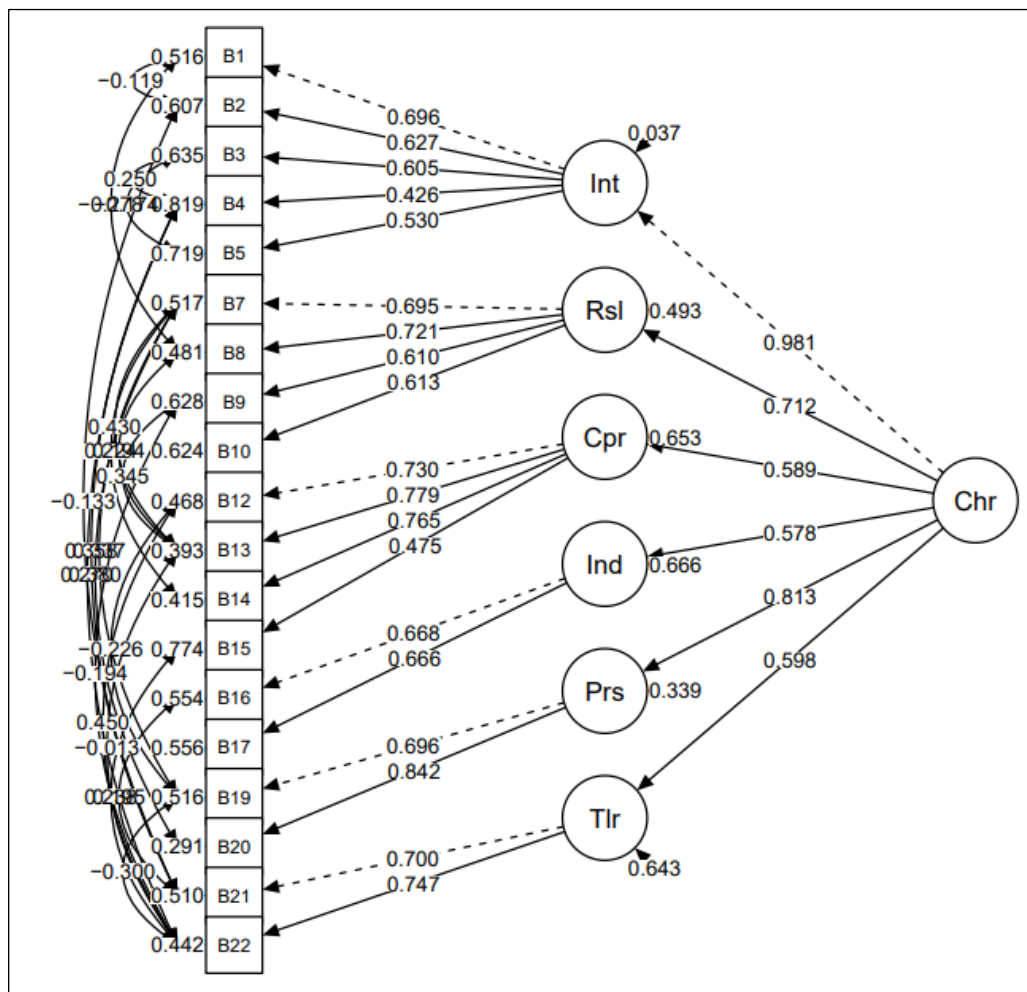 0.516 B1
−0.119
0.607 B2 0.696
0.627 0.037
0.635 B3 0.605
0.250 Int
0.819 B4 0.426
0.530
0.719 B5
0.517 B7 0.695 Rsl 0.493
0.721 0.981
0.481 B8
0.610
0.613
0.628 B9 0.712
0.430
0.624 B10 Cpr 0.653
0.345 0.730 0.589
−0.133 0.468 B12 0.779 Chr
0.765
0.393 B13 0.475 0.578
Ind 0.666
0.415 B14 0.813
0.668
−0.226 0.774 B15 0.666 0.598
−0.194
0.554 B16 Prs 0.339
0.450
−0.013 0.556 B17 0.696
0.842
0.516 B19
Tlr
0.291 B20 0.700 0.643
−0.300 0.747
0.510 B21
0.442 B22